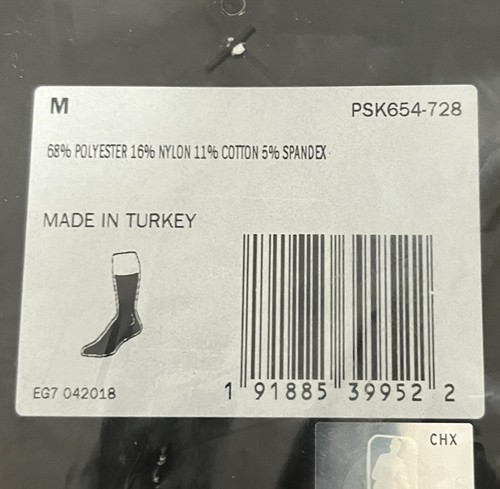 M PSK654-728
68% POLYESTER 16% NYLON 11% COTTON 5% SPANDEX
MADE IN TURKEY
EG7 042018
1 91885 39952 2
CHX